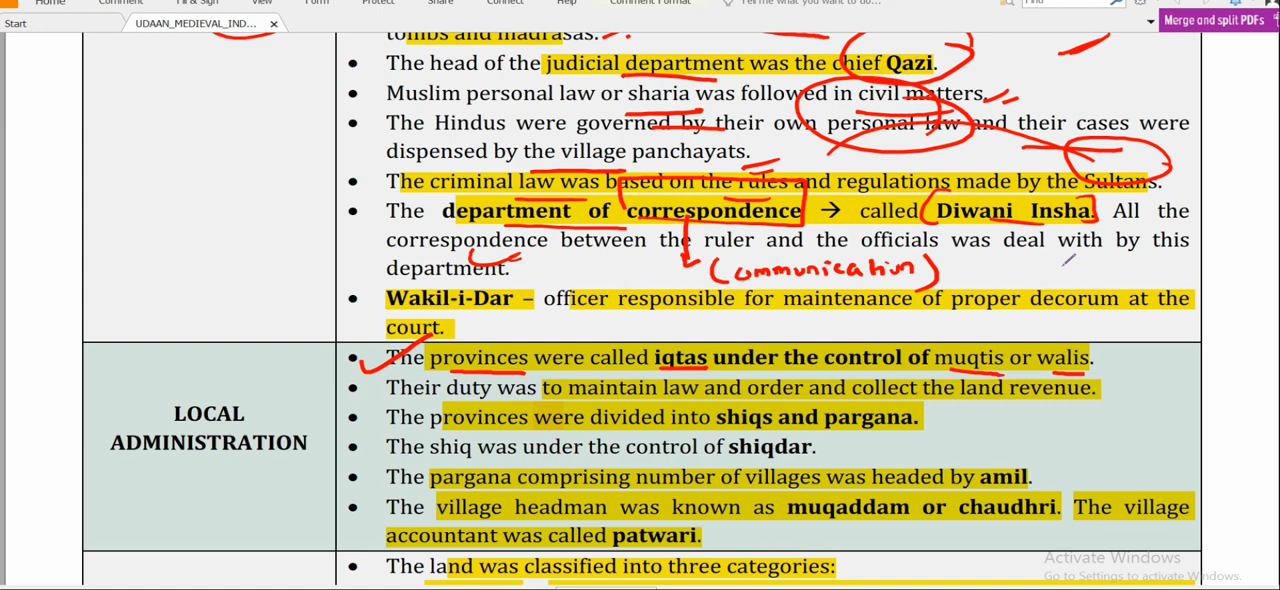 Home Comment Fill & Sign View Form Protect Share Connect Help Comment Format Tell me what you want to do... Find
Start UDAAN_MEDIEVAL_IND... × Merge and split PDFs
tombs and madrasas.
• The head of the judicial department was the chief Qazi.
• Muslim personal law or sharia was followed in civil matters.
• The Hindus were governed by their own personal law and their cases were
dispensed by the village panchayats.
• The criminal law was based on the rules and regulations made by the Sultans.
• The department of correspondence → called Diwani Insha. All the
correspondence between the ruler and the officials was deal with by this
department.
(communication)
• Wakil-i-Dar – officer responsible for maintenance of proper decorum at the
court.
LOCAL
ADMINISTRATION
• The provinces were called iqtas under the control of muqtis or walis.
• Their duty was to maintain law and order and collect the land revenue.
• The provinces were divided into shiqs and pargana.
• The shiq was under the control of shiqdar.
• The pargana comprising number of villages was headed by amil.
• The village headman was known as muqaddam or chaudhri. The village
accountant was called patwari.
• The land was classified into three categories:
Activate Windows
Go to Settings to activate Windows.